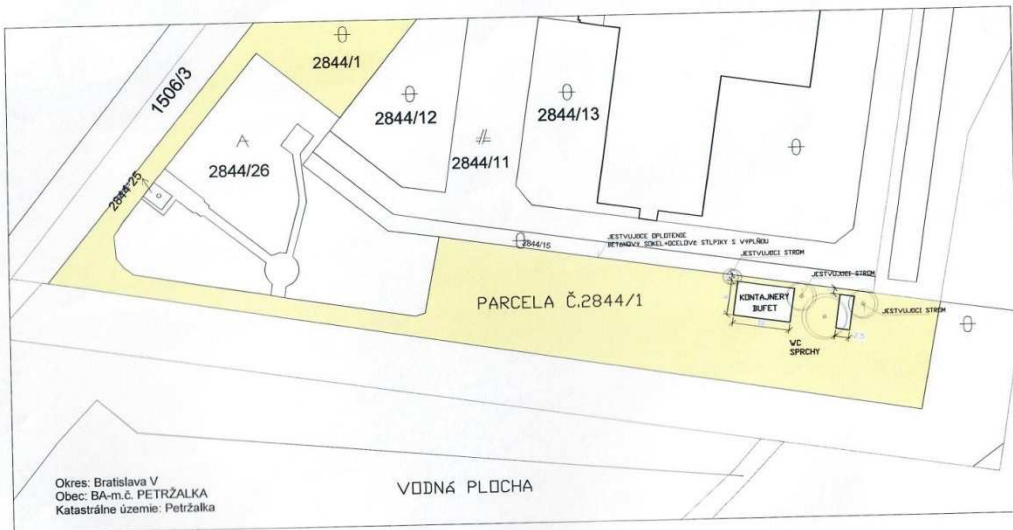 2844/1
1506/3
2844/12
2844/13
2844/11
2844/26
2844/25
2844/15
JESTVUJÚCE OPLOTENIE
BETÓNOVÝ SOKEL+OCEĽOVÉ STĹPIKY S VÝPLŇOU
JESTVUJÚCI STROM
JESTVUJÚCI STROM
PARCELA Č.2844/1
KONTAJNERY
BUFET
JESTVUJÚCI STROM
WC
SPRCHY
2,5
Okres: Bratislava V
Obec: BA-m.č. PETRŽALKA
Katastrálne územie: Petržalka
VODNÁ PLOCHA